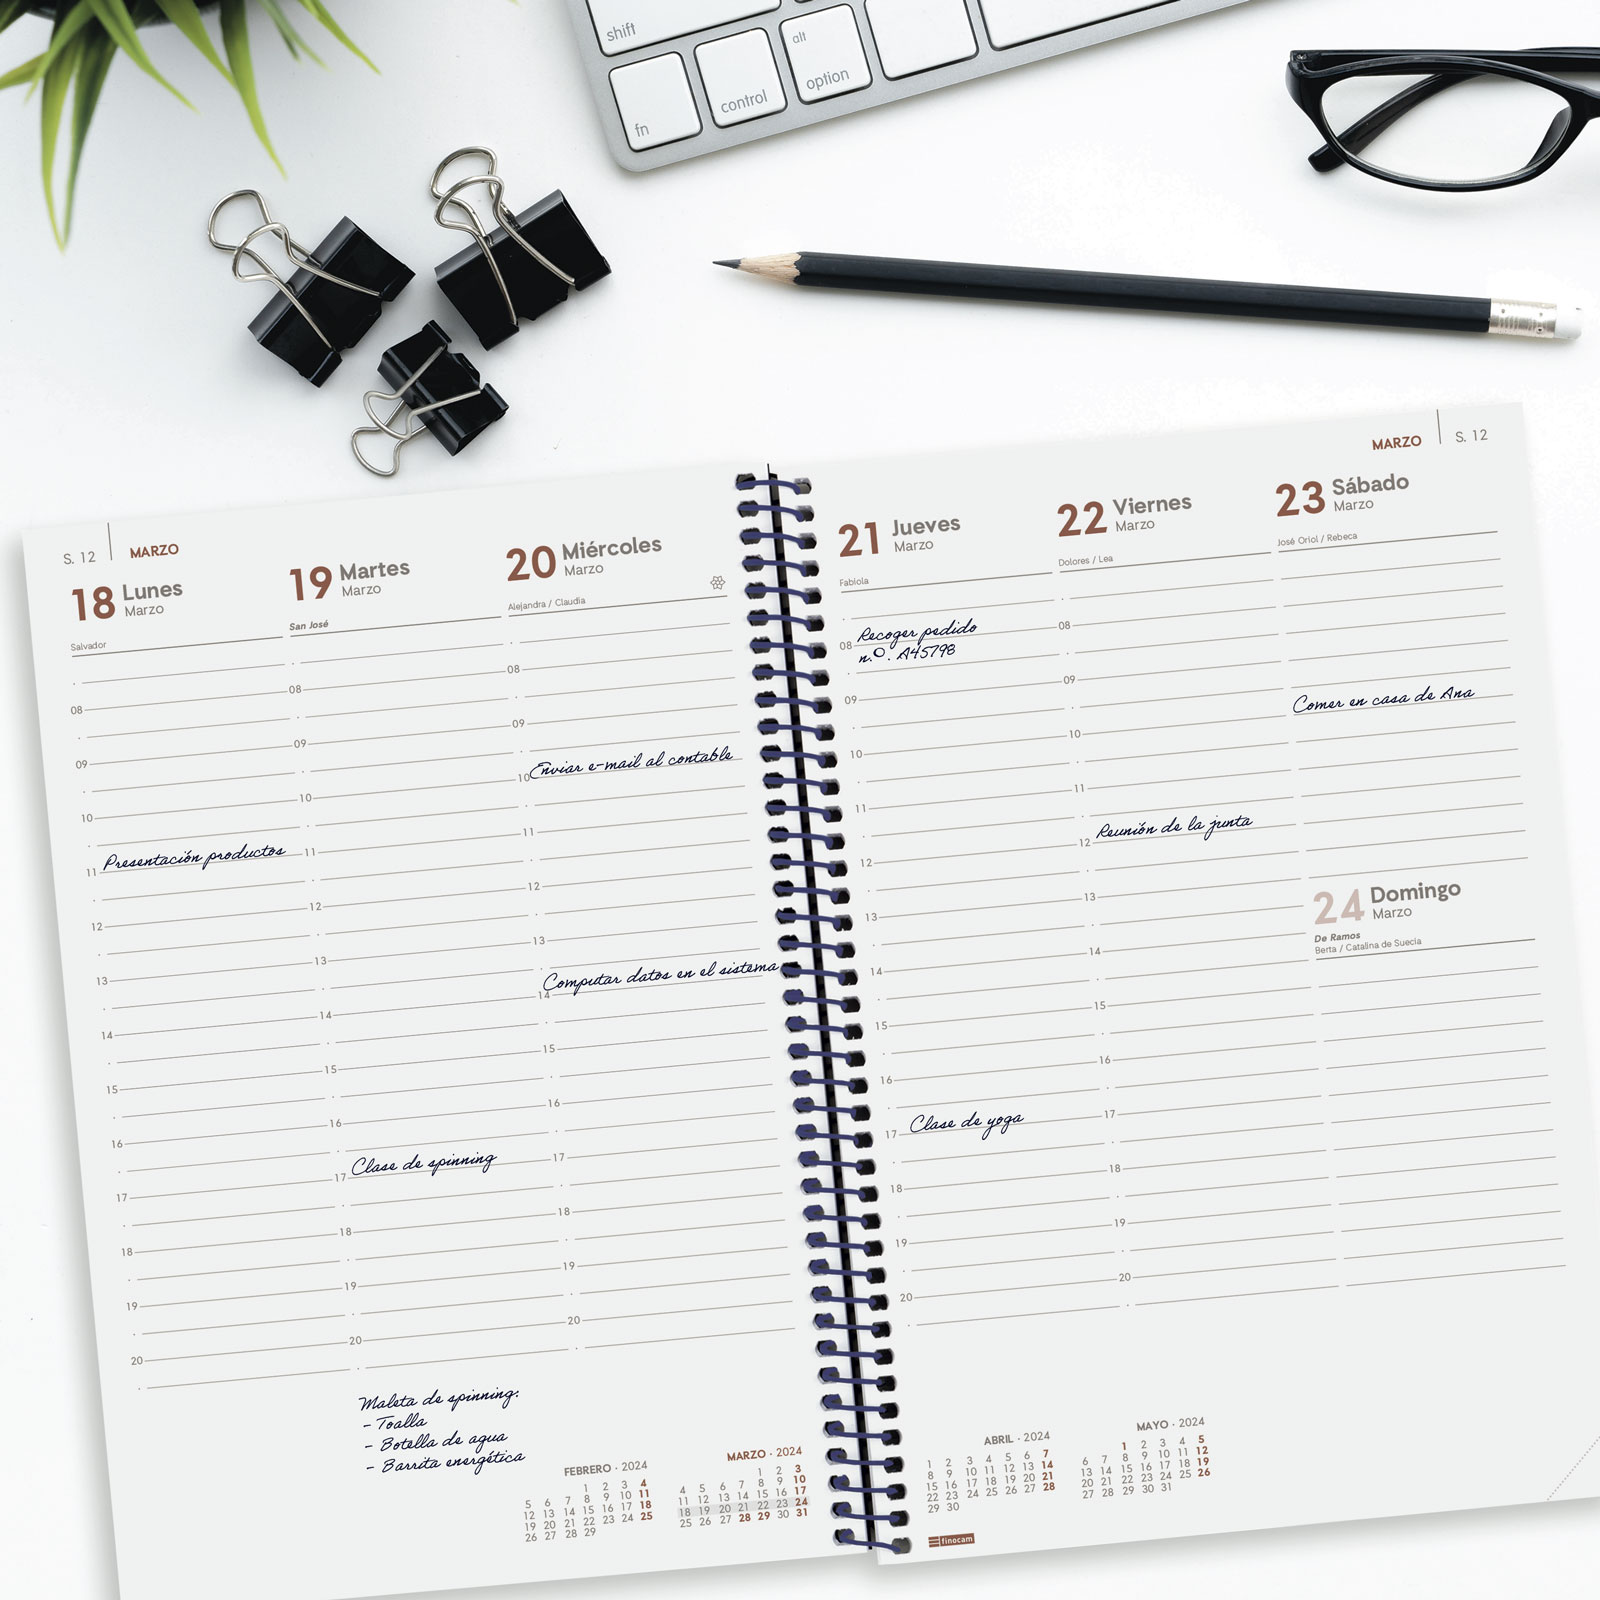 shift
alt
fn
control
option
S. 12
MARZO
18 Lunes
Marzo
Salvador
08
09
10
11 Presentación productos
12
13
14
15
16
17
18
19
20
19 Martes
Marzo
San José
08
09
10
11
12
13
14
15
16
17 Clase de spinning
18
19
20
Maleta de spinning:
- Toalla
- Botella de agua
- Barrita energética
20 Miércoles
Marzo
Alejandra / Claudia
08
09
10 Enviar e-mail al contable
11
12
13
14 Computar datos en el sistema
15
16
17
18
19
20
FEBRERO · 2024
1 2 3 4
5 6 7 8 9 10 11
12 13 14 15 16 17 18
19 20 21 22 23 24 25
26 27 28 29
MARZO · 2024
1 2 3
4 5 6 7 8 9 10
11 12 13 14 15 16 17
18 19 20 21 22 23 24
25 26 27 28 29 30 31
MARZO
S. 12
21 Jueves
Marzo
Fabiola
08 Recoger pedido
n.º. A45798
09
10
11
12
13
14
15
16
17 Clase de yoga
18
19
20
22 Viernes
Marzo
Dolores / Lea
08
09
10
11
12 Reunión de la junta
13
14
15
16
17
18
19
20
23 Sábado
Marzo
José Oriol / Rebeca
Comer en casa de Ana
24 Domingo
Marzo
De Ramos
Berta / Catalina de Suecia
ABRIL · 2024
1 2 3 4 5 6 7
8 9 10 11 12 13 14
15 16 17 18 19 20 21
22 23 24 25 26 27 28
29 30
MAYO · 2024
1 2 3 4 5
6 7 8 9 10 11 12
13 14 15 16 17 18 19
20 21 22 23 24 25 26
27 28 29 30 31
finocam